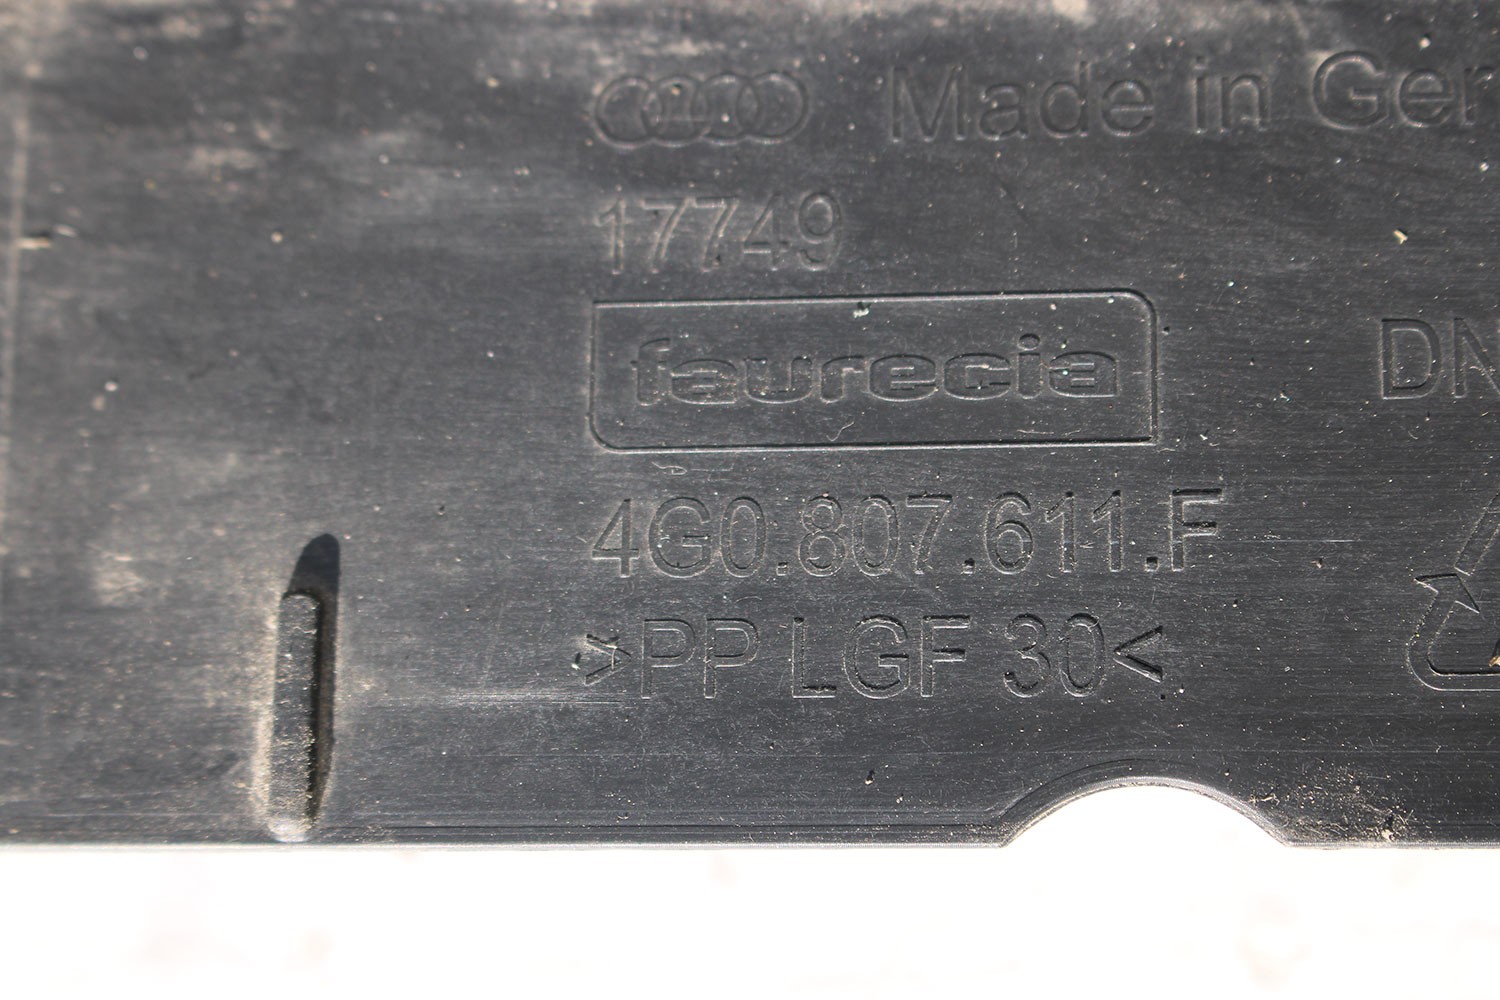 Made in Ger
17749
faurecia
DN
4G0.807.611.F
>PP LGF 30<